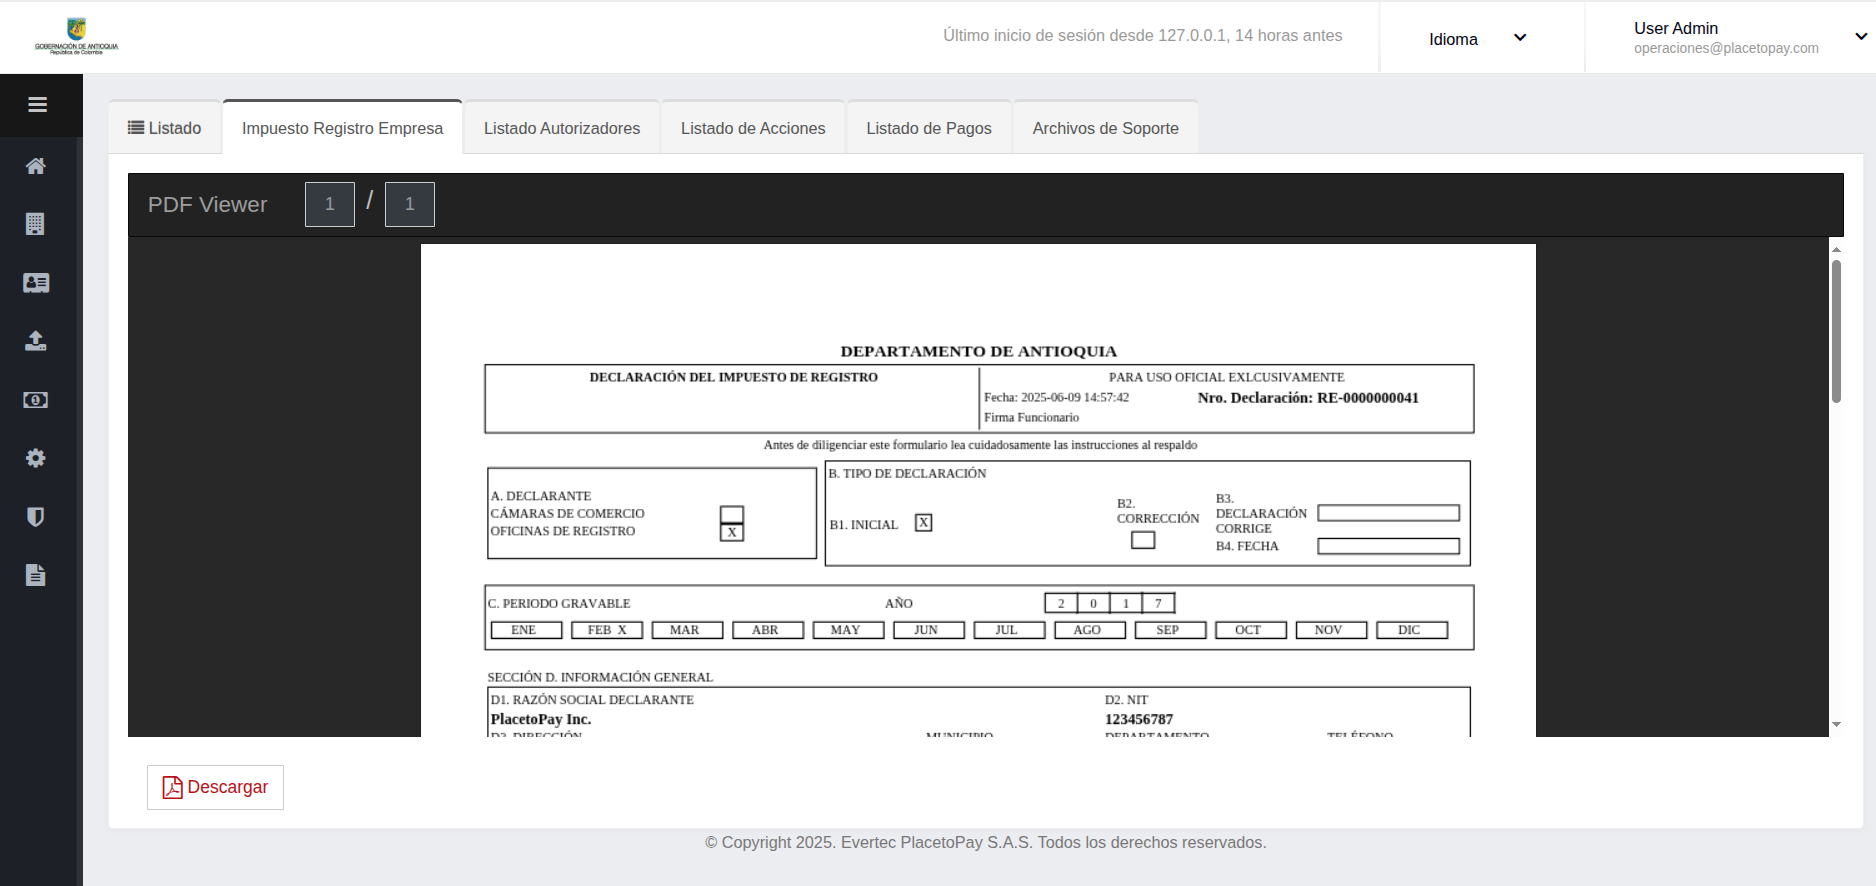 GOBERNACIÓN DE ANTIOQUIA
República de Colombia
Último inicio de sesión desde 127.0.0.1, 14 horas antes
Idioma
User Admin
operaciones@placetopay.com
Listado
Impuesto Registro Empresa
Listado Autorizadores
Listado de Acciones
Listado de Pagos
Archivos de Soporte
PDF Viewer 1 / 1
DEPARTAMENTO DE ANTIOQUIA
DECLARACIÓN DEL IMPUESTO DE REGISTRO
PARA USO OFICIAL EXLCUSIVAMENTE
Fecha: 2025-06-09 14:57:42
Nro. Declaración: RE-0000000041
Firma Funcionario
Antes de diligenciar este formulario lea cuidadosamente las instrucciones al respaldo
A. DECLARANTE
CÁMARAS DE COMERCIO
OFICINAS DE REGISTRO X
B. TIPO DE DECLARACIÓN
B1. INICIAL X
B2.
CORRECCIÓN
B3.
DECLARACIÓN
CORRIGE
B4. FECHA
C. PERIODO GRAVABLE AÑO 2 0 1 7
ENE FEB X MAR ABR MAY JUN JUL AGO SEP OCT NOV DIC
SECCIÓN D. INFORMACIÓN GENERAL
D1. RAZÓN SOCIAL DECLARANTE D2. NIT
PlacetoPay Inc. 123456787
D3. DIRECCIÓN MUNICIPIO DEPARTAMENTO TELÉFONO
Descargar
© Copyright 2025. Evertec PlacetoPay S.A.S. Todos los derechos reservados.